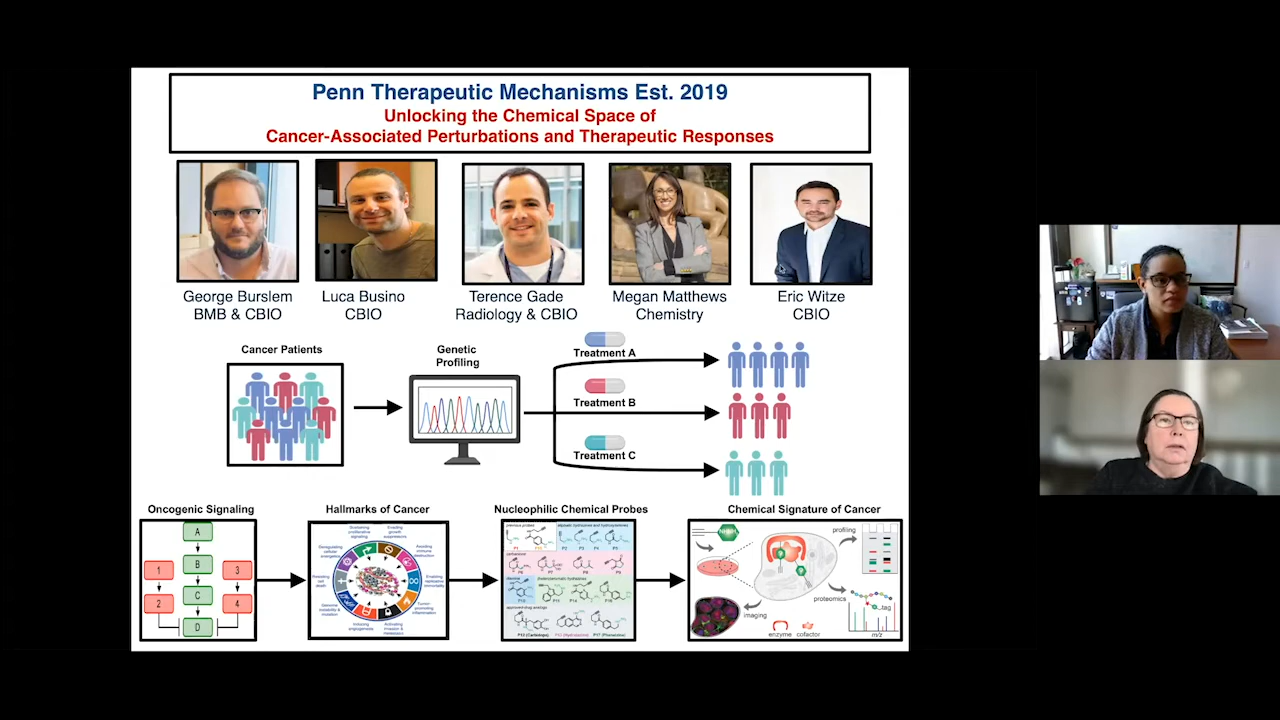 Penn Therapeutic Mechanisms Est. 2019
Unlocking the Chemical Space of
Cancer-Associated Perturbations and Therapeutic Responses
George Burslem
BMB & CBIO
Luca Busino
CBIO
Terence Gade
Radiology & CBIO
Megan Matthews
Chemistry
Eric Witze
CBIO
Cancer Patients
Genetic
Profiling
Treatment A
Treatment B
Treatment C
Oncogenic Signaling
A
B
C
D
1
2
3
4
Hallmarks of Cancer
Nucleophilic Chemical Probes
Chemical Signature of Cancer
profiling
proteomics
imaging
tag
enzyme
cofactor
m/z